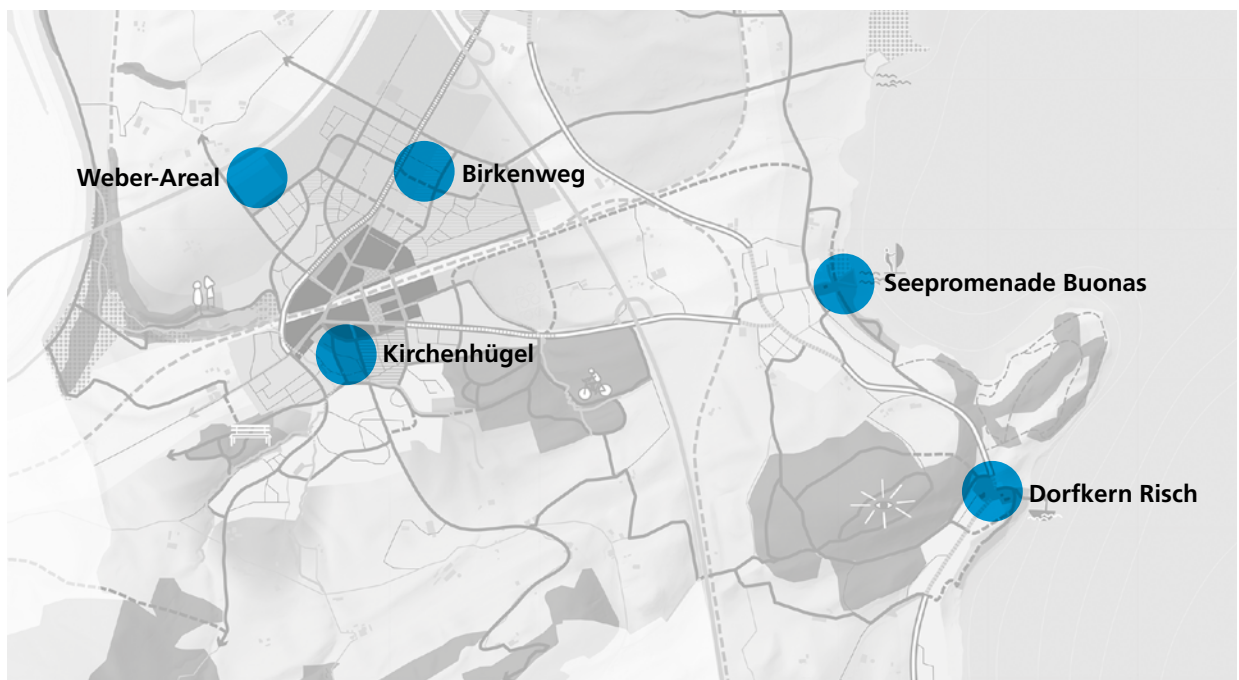 Weber-Areal
Birkenweg
Seepromenade Buonas
Kirchenhügel
Dorfkern Risch